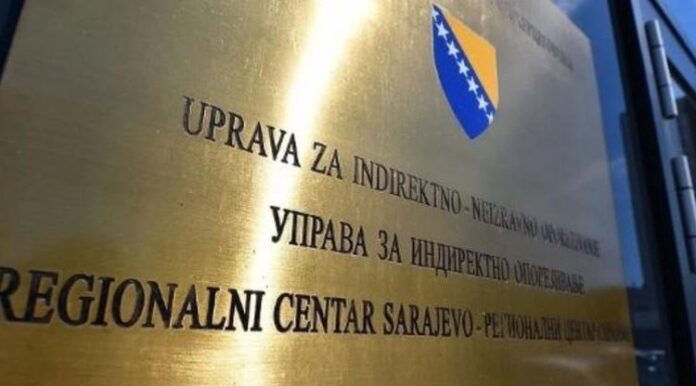 UPRAVA ZA INDIREKTNO - NEIZRAVNO OPOREZIVANJE
УПРАВА ЗА ИНДИРЕКТНО ОПОРЕЗИВАЊЕ
REGIONALNI CENTAR SARAJEVO - РЕГИОНАЛНИ ЦЕНТАР